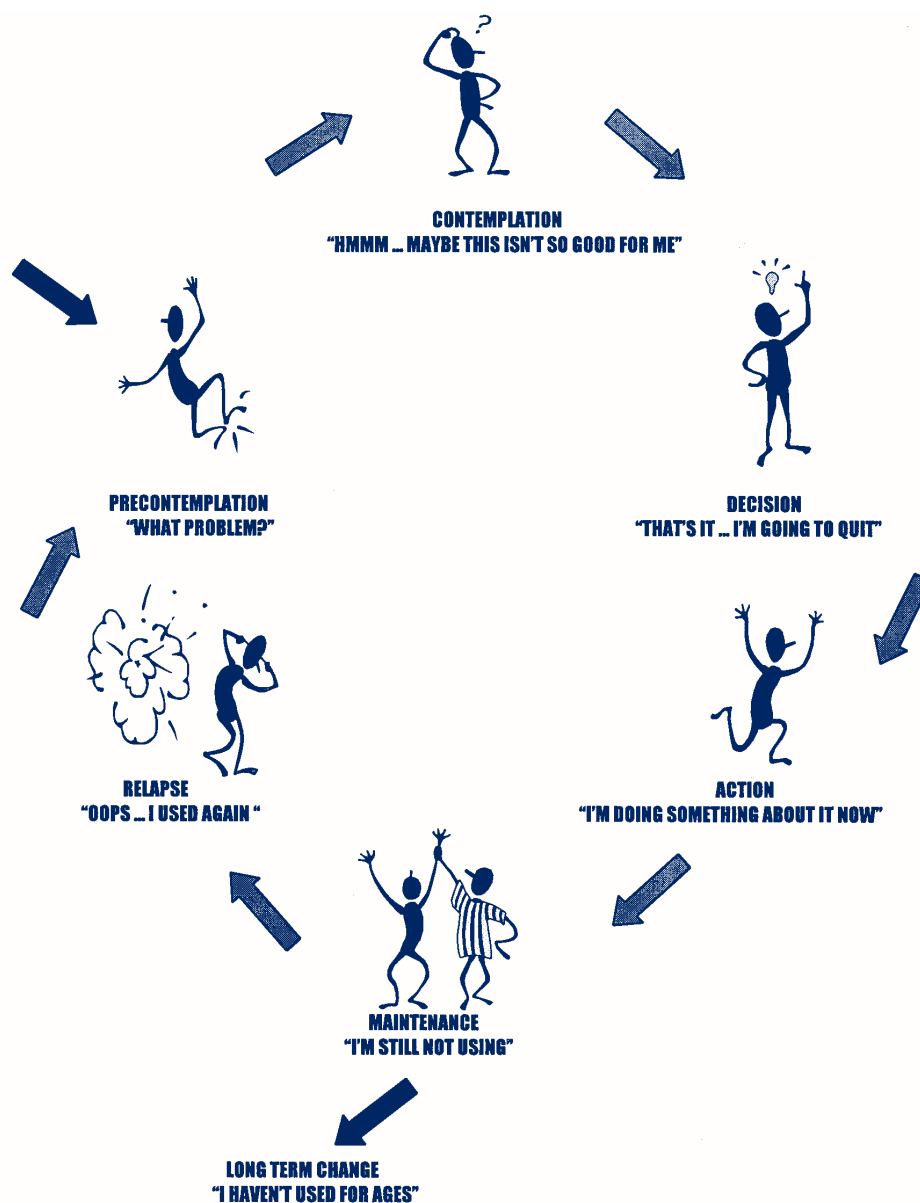 ?
CONTEMPLATION
"HMMM ... MAYBE THIS ISN'T SO GOOD FOR ME"
PRECONTEMPLATION
"WHAT PROBLEM?"
DECISION
"THAT'S IT ... I'M GOING TO QUIT"
RELAPSE
"OOPS ... I USED AGAIN "
ACTION
"I'M DOING SOMETHING ABOUT IT NOW"
MAINTENANCE
"I'M STILL NOT USING"
LONG TERM CHANGE
"I HAVEN'T USED FOR AGES"